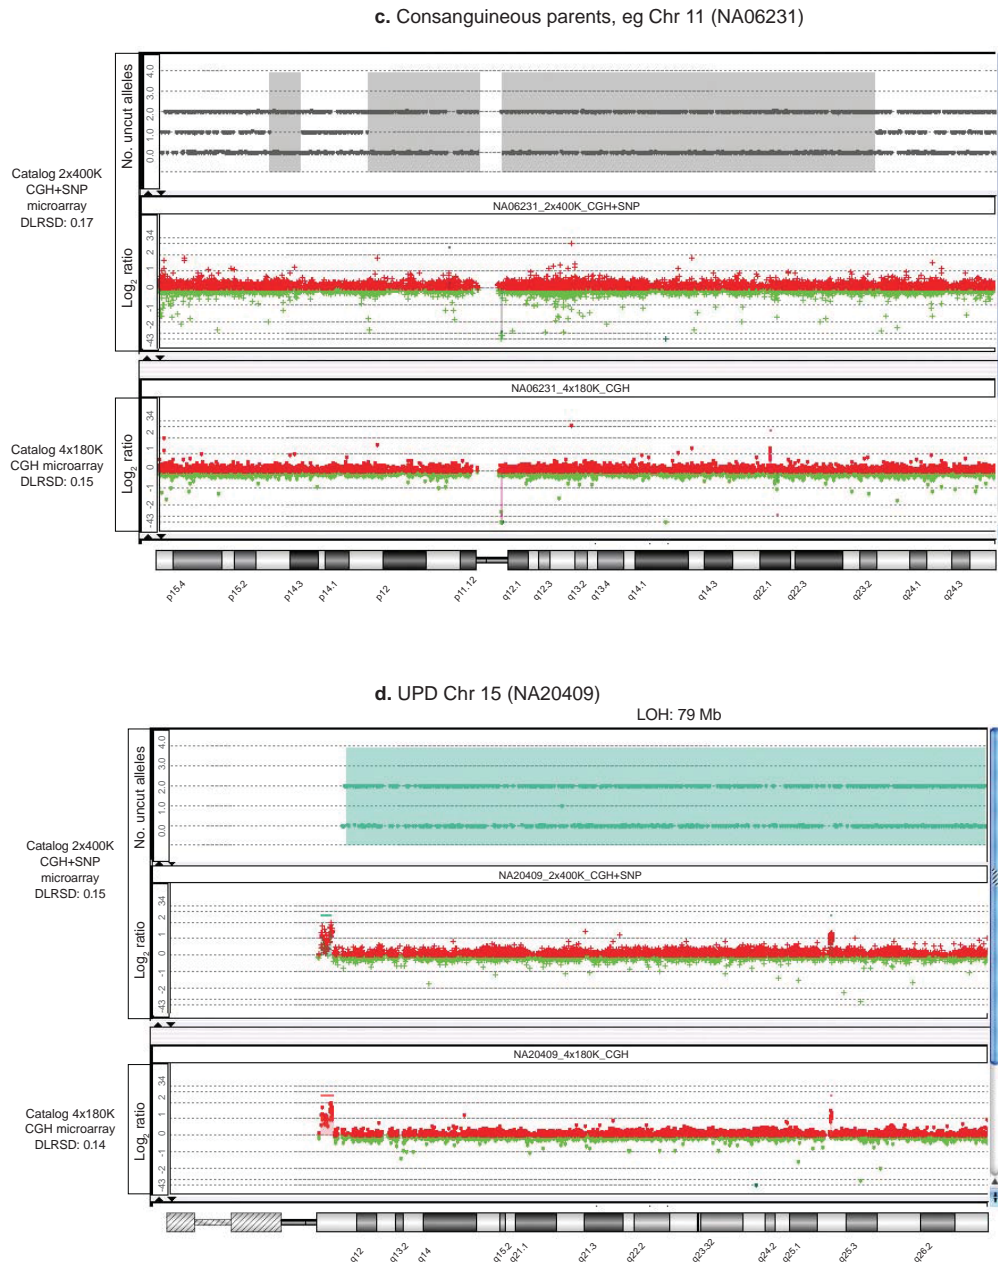 c. Consanguineous parents, eg Chr 11 (NA06231)
Catalog 2x400K
CGH+SNP
microarray
DLRSD: 0.17
No. uncut alleles
4.0
3.0
2.0
1.0
0.0
NA06231_2x400K_CGH+SNP
Log2 ratio
34
2
1
0
-1
-2
-43
NA06231_4x180K_CGH
Catalog 4x180K
CGH microarray
DLRSD: 0.15
Log2 ratio
34
2
1
0
-1
-2
-43
p15.4 p15.2 p14.3 p14.1 p12 p11.12 q12.1 q12.3 q13.2 q13.4 q14.1 q14.3 q22.1 q22.3 q23.2 q24.1 q24.3
d. UPD Chr 15 (NA20409)
LOH: 79 Mb
Catalog 2x400K
CGH+SNP
microarray
DLRSD: 0.15
No. uncut alleles
4.0
3.0
2.0
1.0
0.0
NA20409_2x400K_CGH+SNP
Log2 ratio
34
2
1
0
-1
-2
-43
NA20409_4x180K_CGH
Catalog 4x180K
CGH microarray
DLRSD: 0.14
Log2 ratio
34
2
1
0
-1
-2
-43
q12 q13.2 q14 q15.2 q21.1 q21.3 q22.2 q23.32 q24.2 q25.1 q25.3 q26.2